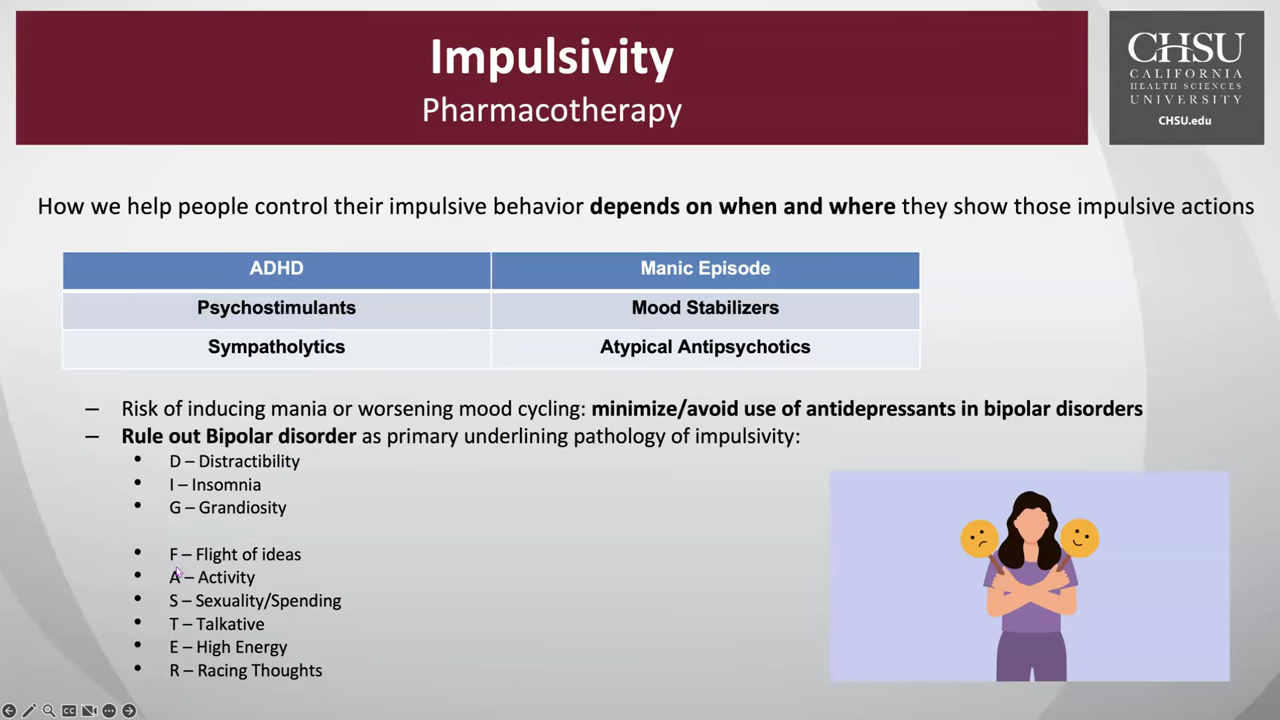 Impulsivity
Pharmacotherapy
CHSU
CALIFORNIA
HEALTH SCIENCES
UNIVERSITY
CHSU.edu
How we help people control their impulsive behavior depends on when and where they show those impulsive actions
ADHD Manic Episode
Psychostimulants Mood Stabilizers
Sympatholytics Atypical Antipsychotics
– Risk of inducing mania or worsening mood cycling: minimize/avoid use of antidepressants in bipolar disorders
– Rule out Bipolar disorder as primary underlining pathology of impulsivity:
• D – Distractibility
• I – Insomnia
• G – Grandiosity
• F – Flight of ideas
• A – Activity
• S – Sexuality/Spending
• T – Talkative
• E – High Energy
• R – Racing Thoughts
CC